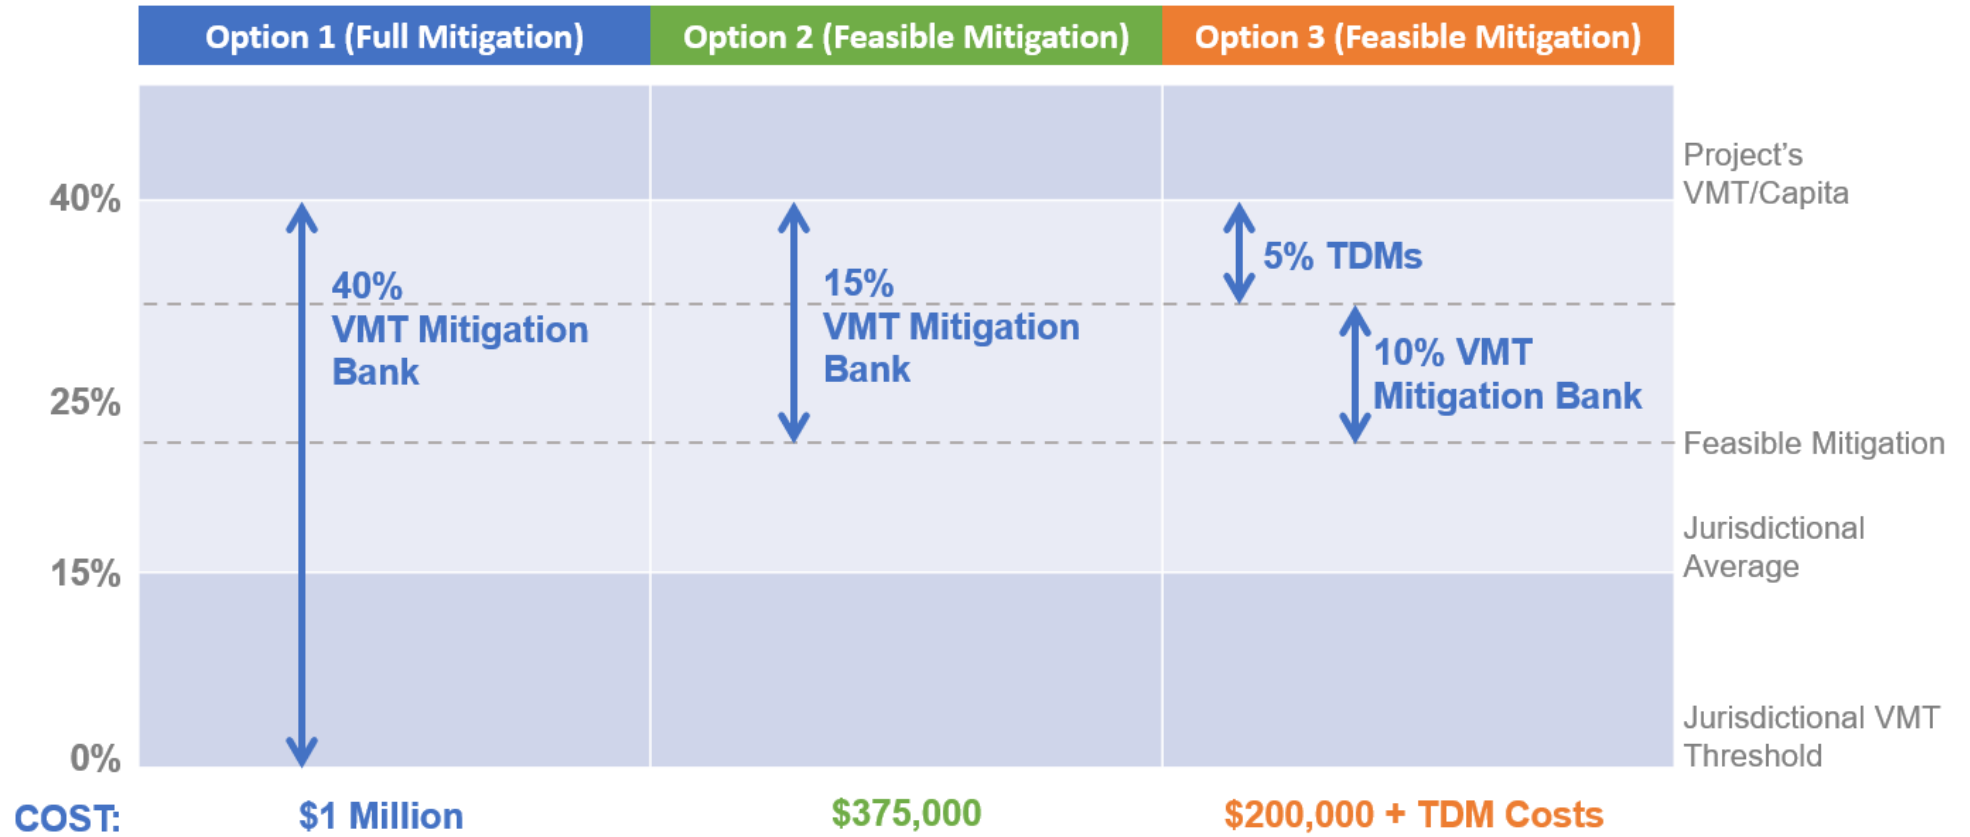 Option 1 (Full Mitigation)
Option 2 (Feasible Mitigation)
Option 3 (Feasible Mitigation)
Project’s
VMT/Capita
40%
5% TDMs
40%
VMT Mitigation
Bank
15%
VMT Mitigation
Bank
10% VMT
Mitigation Bank
25%
Feasible Mitigation
Jurisdictional
Average
15%
Jurisdictional VMT
Threshold
0%
COST:
$1 Million
$375,000
$200,000 + TDM Costs